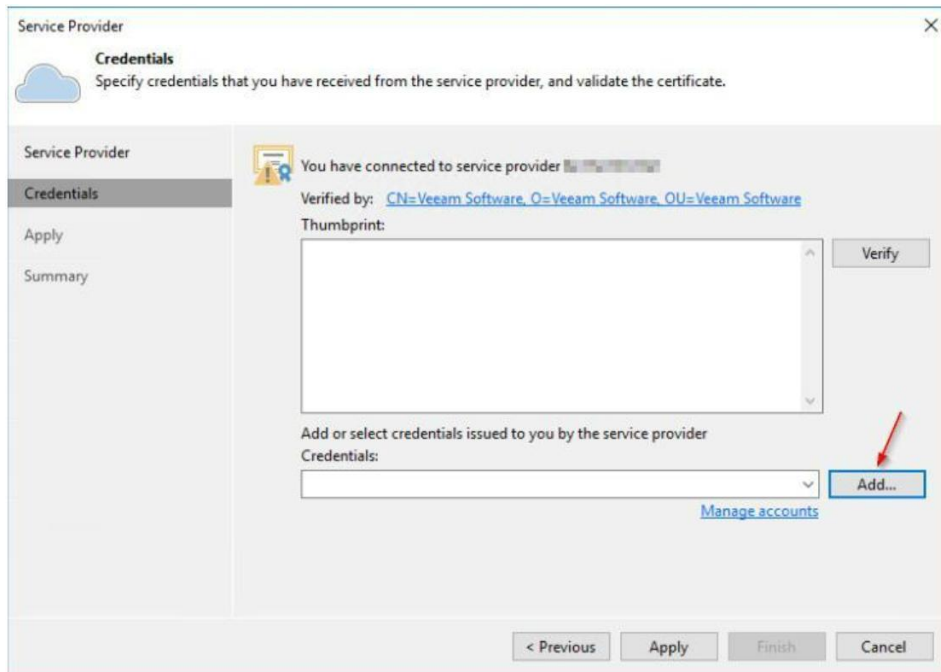 Service Provider
Credentials
Specify credentials that you have received from the service provider, and validate the certificate.
Service Provider
Credentials
Apply
Summary
You have connected to service provider
Verified by: CN=Veeam Software, O=Veeam Software, OU=Veeam Software
Thumbprint:
Verify
Add or select credentials issued to you by the service provider
Credentials:
Add...
Manage accounts
< Previous Apply Finish Cancel